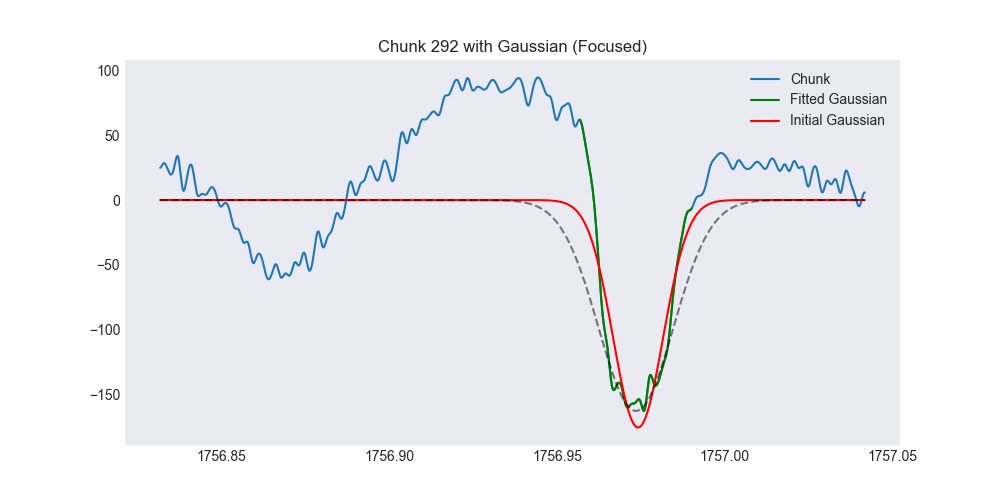 Chunk 292 with Gaussian (Focused)
100
50
0
−50
−100
−150
Chunk
Fitted Gaussian
Initial Gaussian
1756.85 1756.90 1756.95 1757.00 1757.05